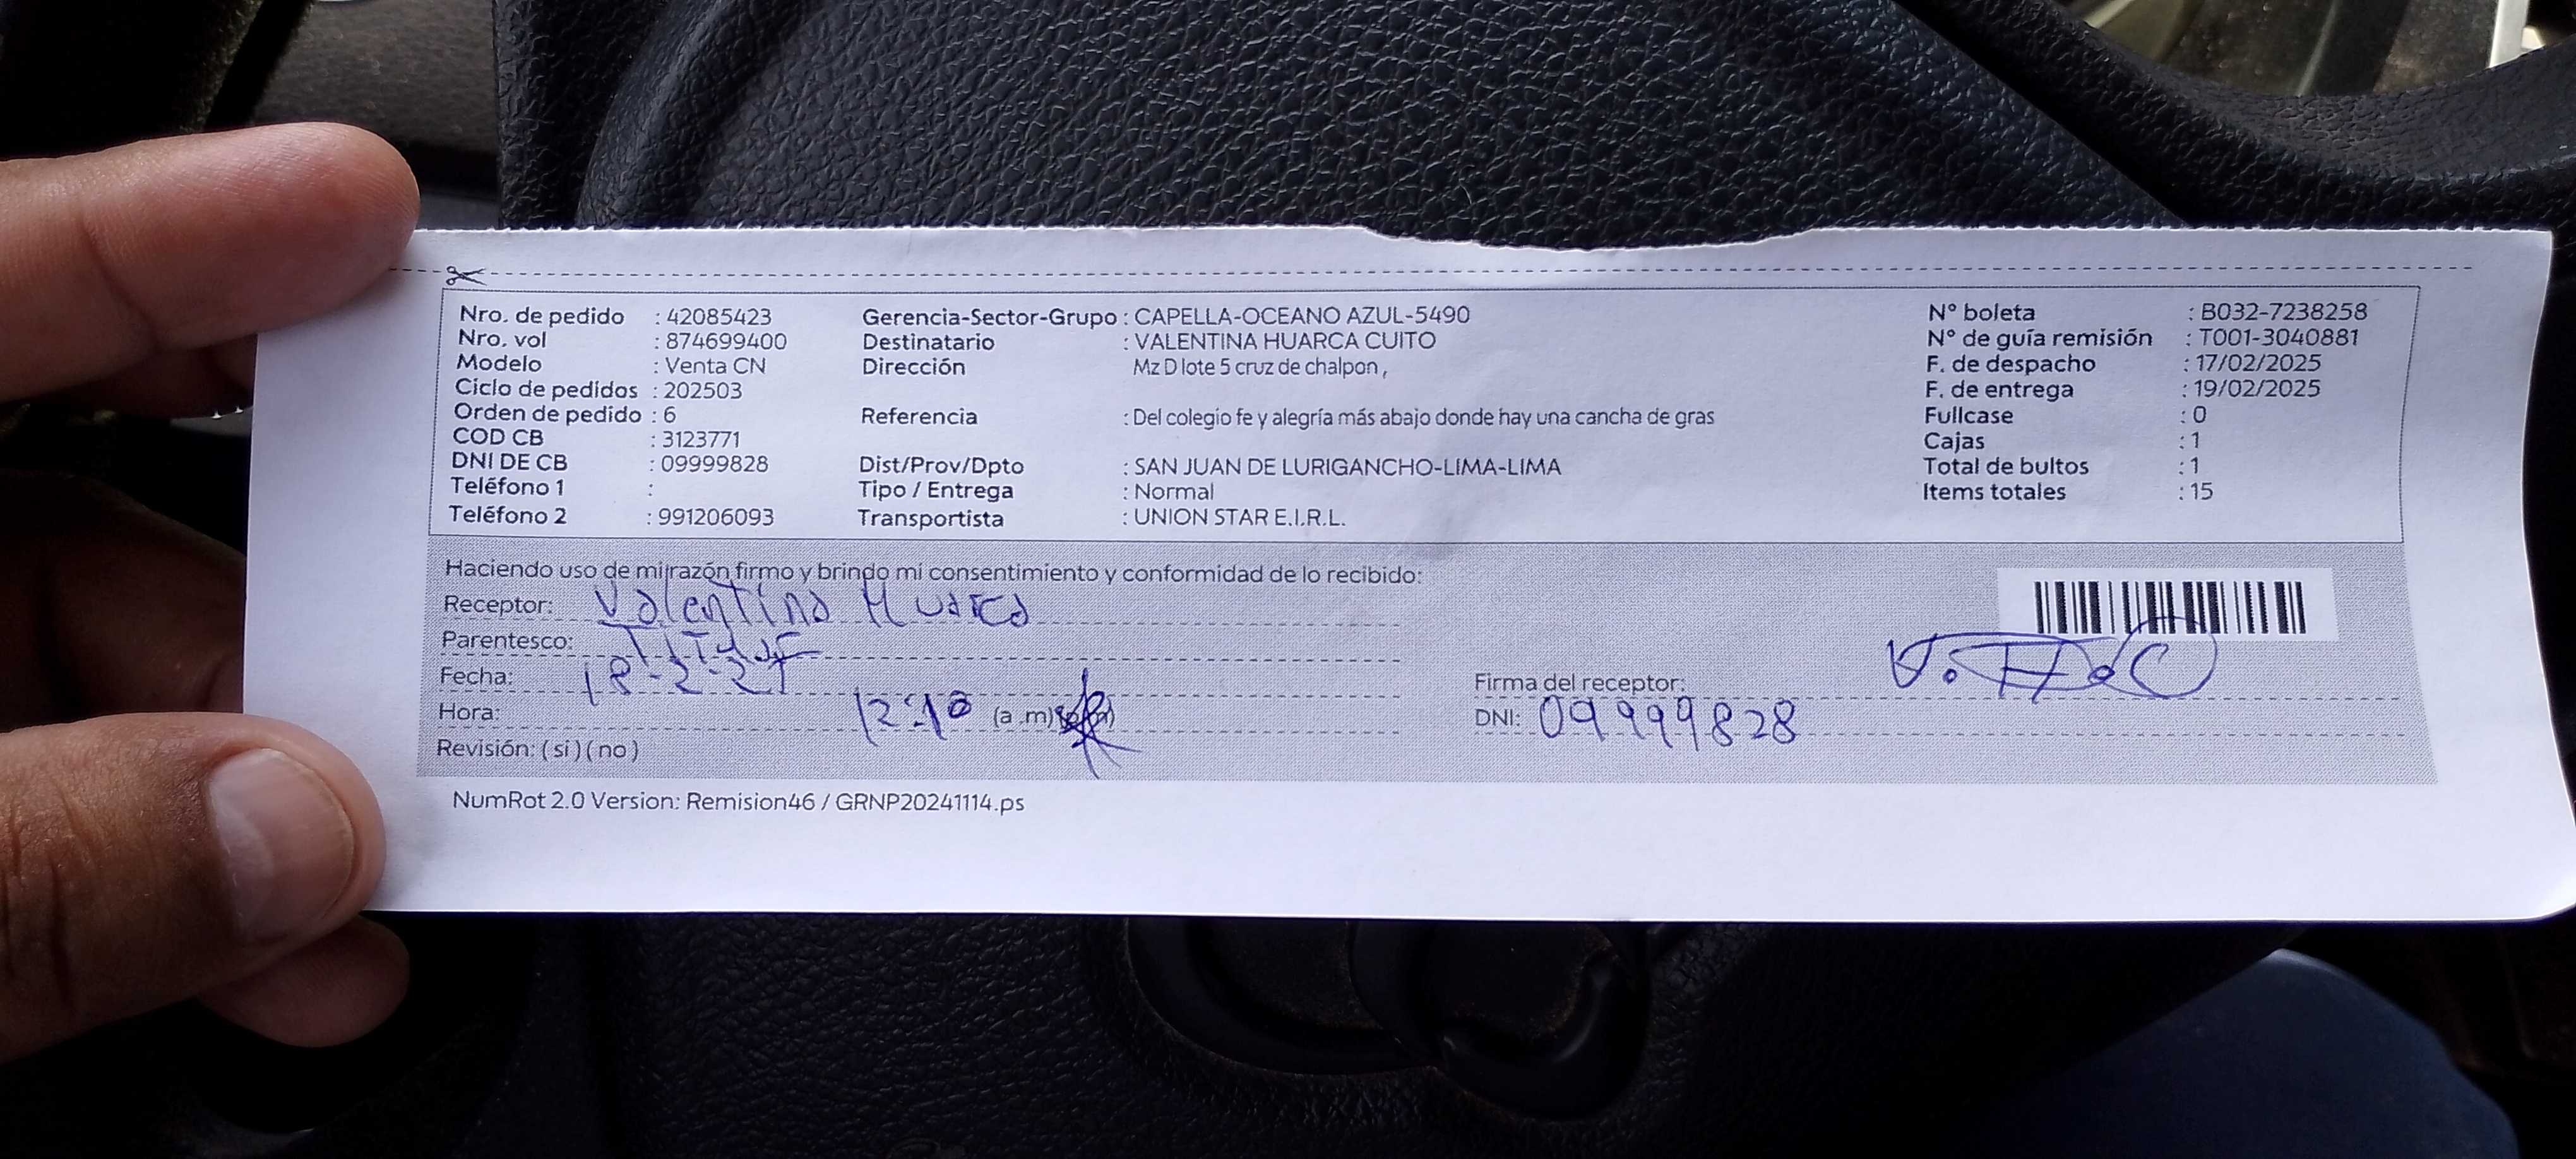 Nro. de pedido : 42085423 Gerencia-Sector-Grupo : CAPELLA-OCEANO AZUL-5490 N° boleta : B032-7238258
Nro. vol : 874699400 Destinatario : VALENTINA HUARCA CUITO N° de guía remisión : T001-3040881
Modelo : Venta CN Dirección Mz D lote 5 cruz de chalpon , F. de despacho : 17/02/2025
Ciclo de pedidos : 202503 F. de entrega : 19/02/2025
Orden de pedido : 6 Referencia : Del colegio fe y alegría más abajo donde hay una cancha de gras Fullcase : 0
COD CB : 3123771 Cajas : 1
DNI DE CB : 09999828 Dist/Prov/Dpto : SAN JUAN DE LURIGANCHO-LIMA-LIMA Total de bultos : 1
Teléfono 1 : Tipo / Entrega : Normal Items totales : 15
Teléfono 2 : 991206093 Transportista : UNION STAR E.I.R.L.
Haciendo uso de mi razón firmo y brindo mi consentimiento y conformidad de lo recibido:
Receptor: Valentina Huarca
Parentesco: Titular
Fecha: 18-2-25
Firma del receptor:
Hora: 12:10 (a .m)
DNI: 09999828
Revisión: ( si ) ( no )
NumRot 2.0 Version: Remision46 / GRNP20241114.ps